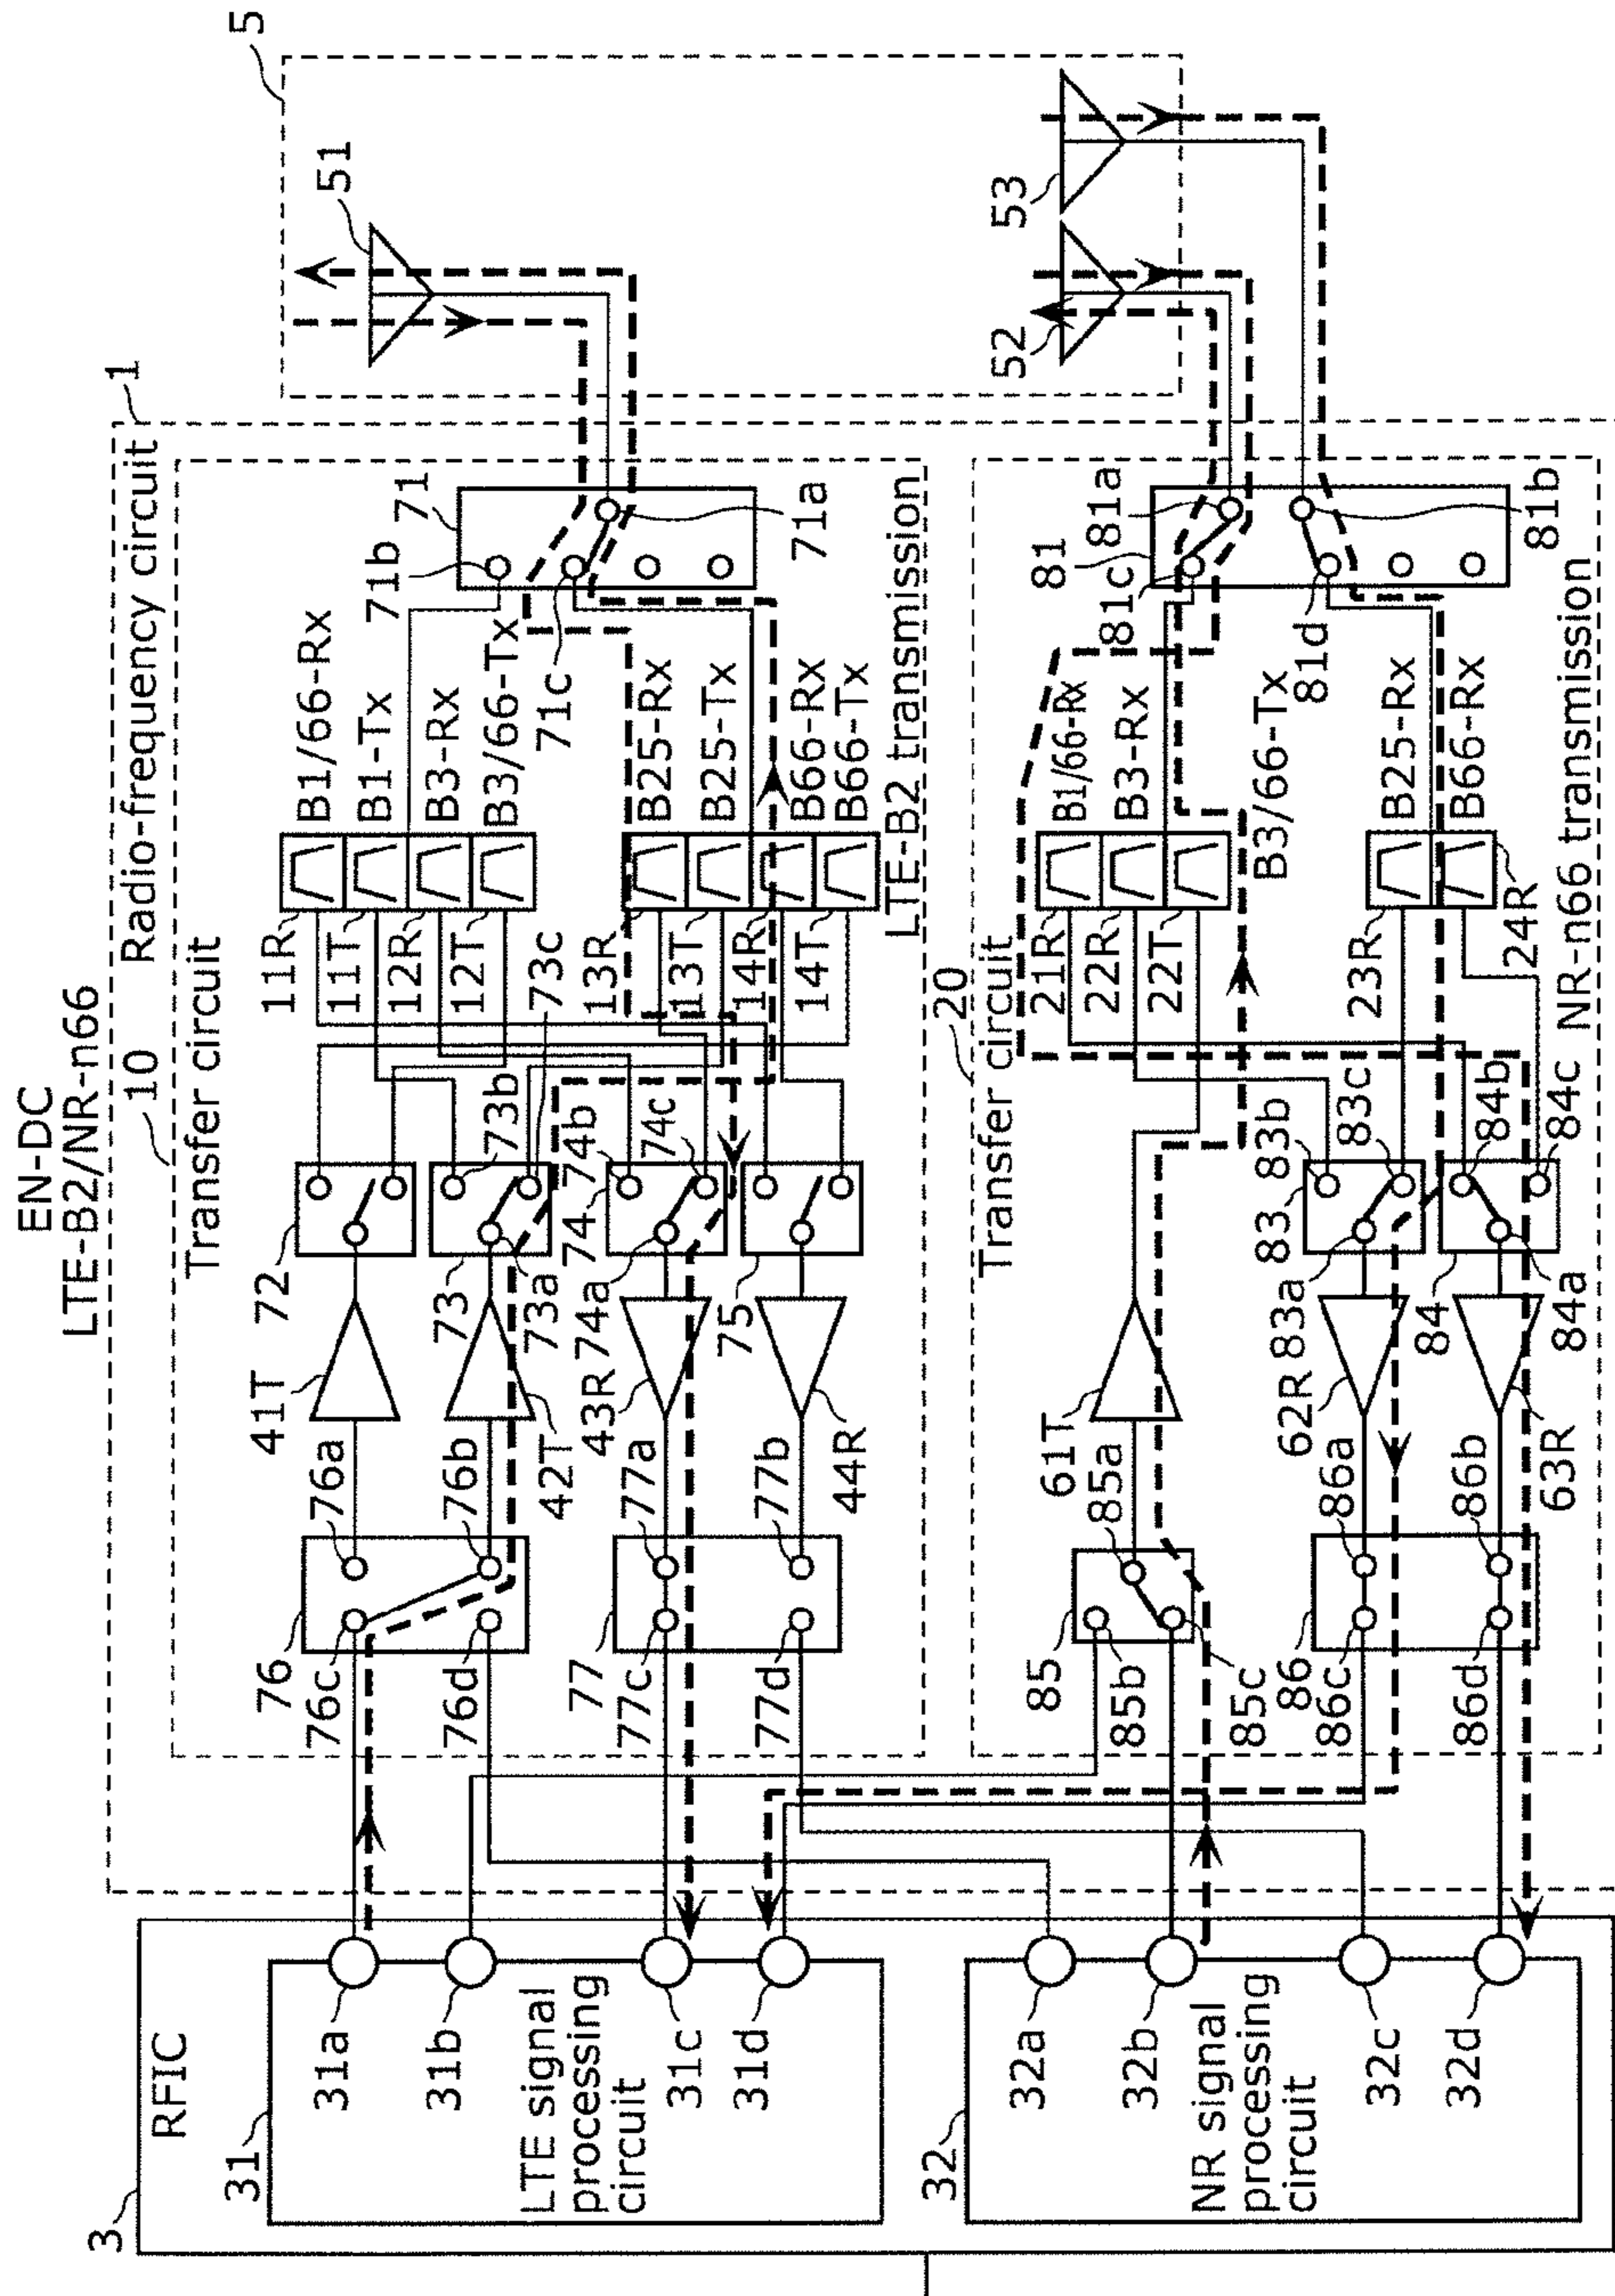 EN-DC
LTE-B2/NR-n66
1
10
Radio-frequency circuit
5
Transfer circuit
51
3
RFIC
31
LTE signal
processing
circuit
31a
31b
31c
31d
76
76c
76d
76a
76b
77
77c
77d
77a
77b
41T
42T
43R
44R
72
73
73a
73b
73c
74
74a
74b
74c
75
11R
11T
12R
12T
13R
13T
14R
14T
B1/66-Rx
B1-Tx
B3-Rx
B3/66-Tx
B25-Rx
B25-Tx
B66-Rx
B66-Tx
71
71b
71c
71a
LTE-B2 transmission
20
Transfer circuit
52
53
32
NR signal
processing
circuit
32a
32b
32c
32d
85
85b
85c
85a
86
86c
86d
86a
86b
61T
62R
63R
83
83a
83b
83c
84
84a
84b
84c
21R
22R
22T
23R
24R
B1/66-Rx
B3-Rx
B3/66-Tx
B25-Rx
B66-Rx
81
81a
81c
81d
81b
NR-n66 transmission